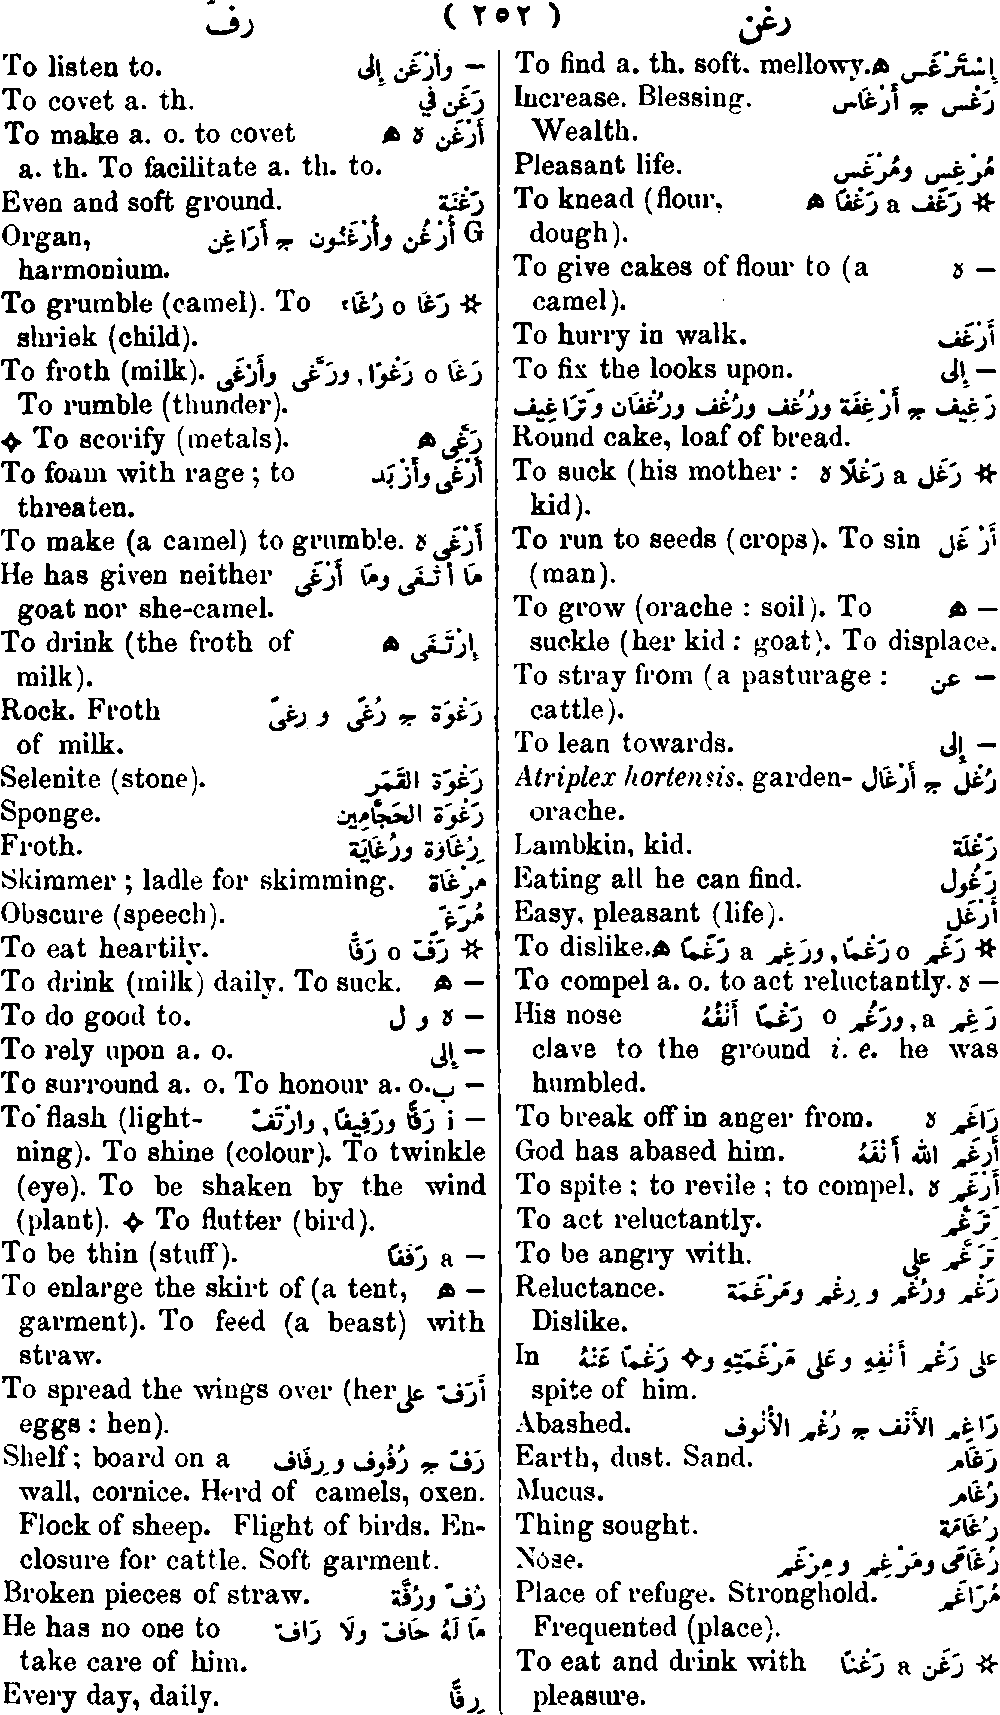 رغن ( ٢٥٢ ) رفّ
To find a. th. soft. mellowy. ه إِسْتَرْغَس
Increase. Blessing. رَغْس ج أَرْغَاس
Wealth.
Pleasant life. مُرْغِس ومُرْغَس
To knead (flour, ه رَغَف a رَغْفًا ☆
dough).
To give cakes of flour to (a ه –
camel).
To hurry in walk. أَرْغَف
To fix the looks upon. – إِلى
رَغِيف ج أَرْغِفَة ورُغُف ورُغْف ورُغْفَان وتَرَاغِيف
Round cake, loaf of bread.
To suck (his mother : ☆ رَغَل a رَغْلًا ه
kid).
To run to seeds (crops). To sin أَرْغَل
(man).
To grow (orache : soil). To – ه
suckle (her kid : goat). To displace.
To stray from (a pasturage : – عن
cattle).
To lean towards. – إِلى
Atriplex hortensis, garden- رُغْل ج أَرْغَال
orache.
Lambkin, kid. رَغْلَة
Eating all he can find. رَغُول
Easy, pleasant (life). أَرْغَل
To dislike. ☆ رَغَم o رَغْمًا, ورَغِم a رَغَمًا ه
To compel a. o. to act reluctantly. – ه
His nose رَغِم a, ورَغُم o رَغْمًا أَنْفُهُ
clave to the ground i. e. he was
humbled.
To break off in anger from. رَاغَم ه
God has abased him. أَرغَم الله أَنْفَهُ
To spite ; to revile ; to compel. أَرْغَم ه
To act reluctantly. تَرَغَّم
To be angry with. تَرَغَّم على
Reluctance. رَغْم ورُغْم ورِغْم ومَرْغَمَة
Dislike.
In على رَغْم أَنْفِهِ وعَلى مَرْغَمَتِهِ و✧ رَغْمًا عَنْهُ
spite of him.
Abashed. رَاغِم الأَنْف ج رُغْم الأُنُوف
Earth, dust. Sand. رَغَام
Mucus. رُغَام
Thing sought. رُغَامَة
Nose. رُغَامَى ومَرْغِم ومِرْغَم
Place of refuge. Stronghold. مُرَاغَم
Frequented (place).
To eat and drink with ☆ رَغَن a رَغْنًا
pleasure.
To listen to. – وأَرْغَن إِلى
To covet a. th. رَغَن في
To make a. o. to covet أَرْغَن ه ه
a. th. To facilitate a. th. to.
Even and soft ground. رَغْنَة
Organ, G أَرْغُن وأَرْغَنُون ج أَرَاغِن
harmonium.
To grumble (camel). To ☆ رَغَا o رُغَاء
shriek (child).
To froth (milk). رَغَا o رَغْوًا, ورَغَّى وأَرْغَى
To rumble (thunder).
✧ To scorify (metals). رَغَّى ه
To foam with rage ; to أَرْغَى وأَزْبَد
threaten.
To make (a camel) to grumble. أَرْغَى ه
He has given neither مَا أَثْغَى ومَا أَرْغَى
goat nor she-camel.
To drink (the froth of إِرْتَغَى ه
milk).
Rock. Froth رَغْوَة ج رُغًى و رغىّ
of milk.
Selenite (stone). رَغْوَة القَمَر
Sponge. رَغْوَة الحَجَّامِين
Froth. رِغَاوَة ورُغَايَة
Skimmer ; ladle for skimming. مِرْغَاة
Obscure (speech). مُرَغٍّ
To eat heartily. ☆ رَفّ o رَفًّا
To drink (milk) daily. To suck. – ه
To do good to. – ه و ل
To rely upon a. o. – إِلى
To surround a. o. To honour a. o. – ب
To flash (light- – i رَفًّا ورَفِيفًا, وارْتَفّ
ning). To shine (colour). To twinkle
(eye). To be shaken by the wind
(plant). ✧ To flutter (bird).
To be thin (stuff). – a رَفَفًا
To enlarge the skirt of (a tent, – ه
garment). To feed (a beast) with
straw.
To spread the wings over (her أَرَفّ على
eggs : hen).
Shelf ; board on a رَفّ ج رُفُوف و رِفَاف
wall, cornice. Herd of camels, oxen.
Flock of sheep. Flight of birds. En-
closure for cattle. Soft garment.
Broken pieces of straw. رُفّ ورُفَّة
He has no one to مَا لَهُ حَافّ ولَا رَافّ
take care of him.
Every day, daily. رِفًّا